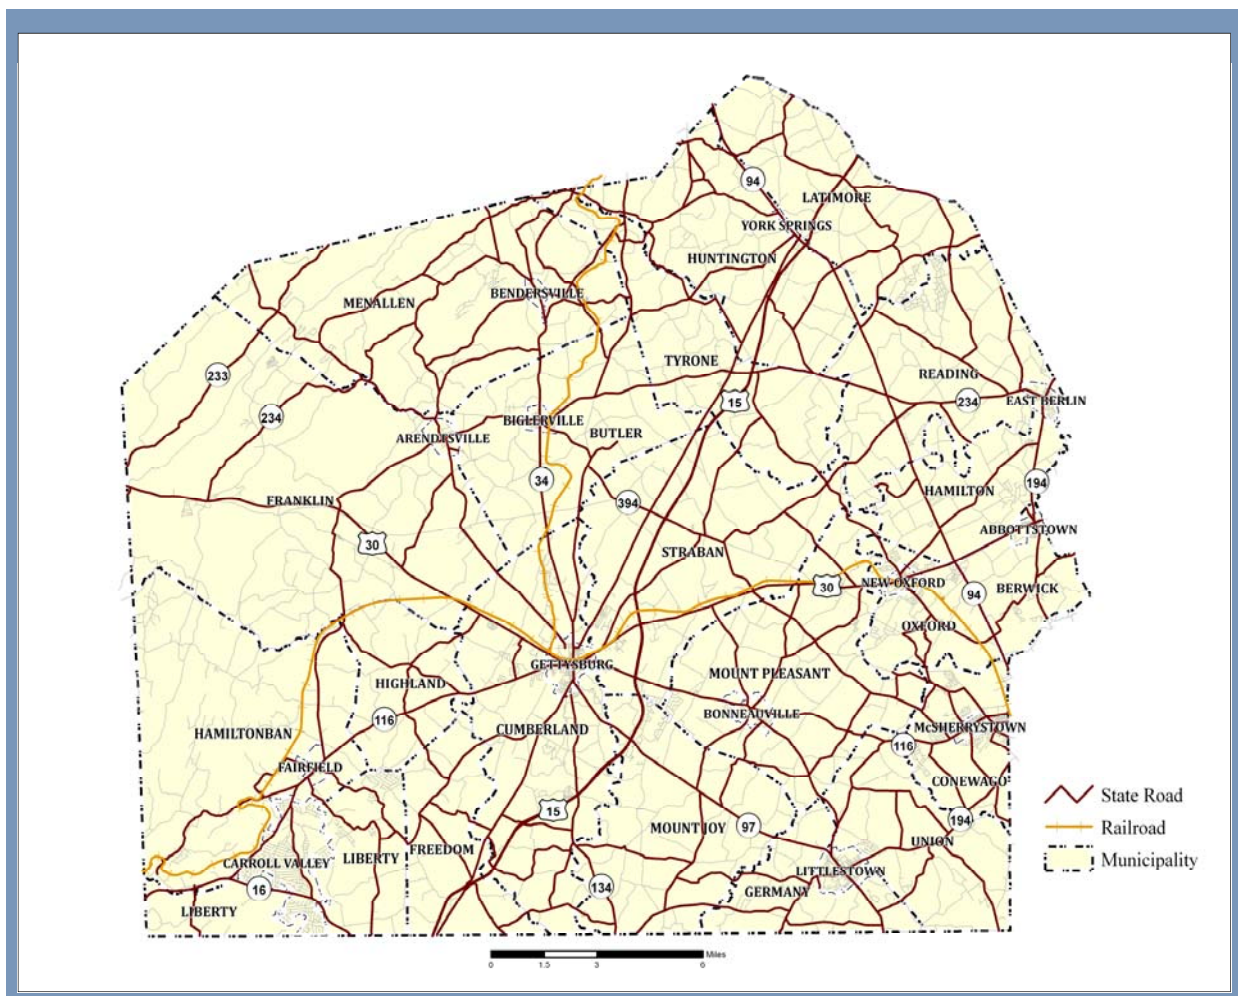 94
LATIMORE
YORK SPRINGS
HUNTINGTON
BENDERSVILLE
MENALLEN
TYRONE
233
READING
234
15
EAST BERLIN
234
BIGLERVILLE
BUTLER
ARENDTSVILLE
34
194
HAMILTON
FRANKLIN
394
ABBOTTSTOWN
30
STRABAN
30
NEW OXFORD
94
BERWICK
OXFORD
GETTYSBURG
MOUNT PLEASANT
HIGHLAND
BONNEAUVILLE
116
CUMBERLAND
McSHERRYSTOWN
HAMILTONBAN
116
FAIRFIELD
CONEWAGO
State Road
15
194
MOUNT JOY
97
Railroad
UNION
FREEDOM
LIBERTY
CARROLL VALLEY
Municipality
LITTLESTOWN
16
134
GERMANY
LIBERTY
Miles
0 1.5 3 6